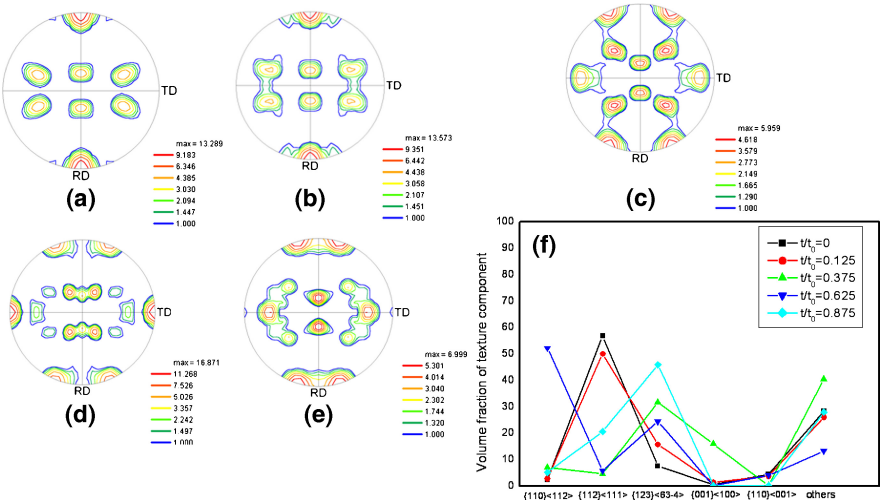 TD
RD
max = 13.289
9.183
6.346
4.385
3.030
2.094
1.447
1.000
(a)
TD
RD
max = 13.573
9.351
6.442
4.438
3.058
2.107
1.451
1.000
(b)
TD
RD
max = 5.959
4.618
3.579
2.773
2.149
1.665
1.290
1.000
(c)
TD
RD
max = 16.871
11.268
7.526
5.026
3.357
2.242
1.497
1.000
(d)
TD
RD
max = 6.999
5.301
4.014
3.040
2.302
1.744
1.320
1.000
(e)
(f)
Volume fraction of texture component
100
90
80
70
60
50
40
30
20
10
0
t/t0=0
t/t0=0.125
t/t0=0.375
t/t0=0.625
t/t0=0.875
{110}<112> {112}<111> {123}<63-4> {001}<100> {110}<001> others